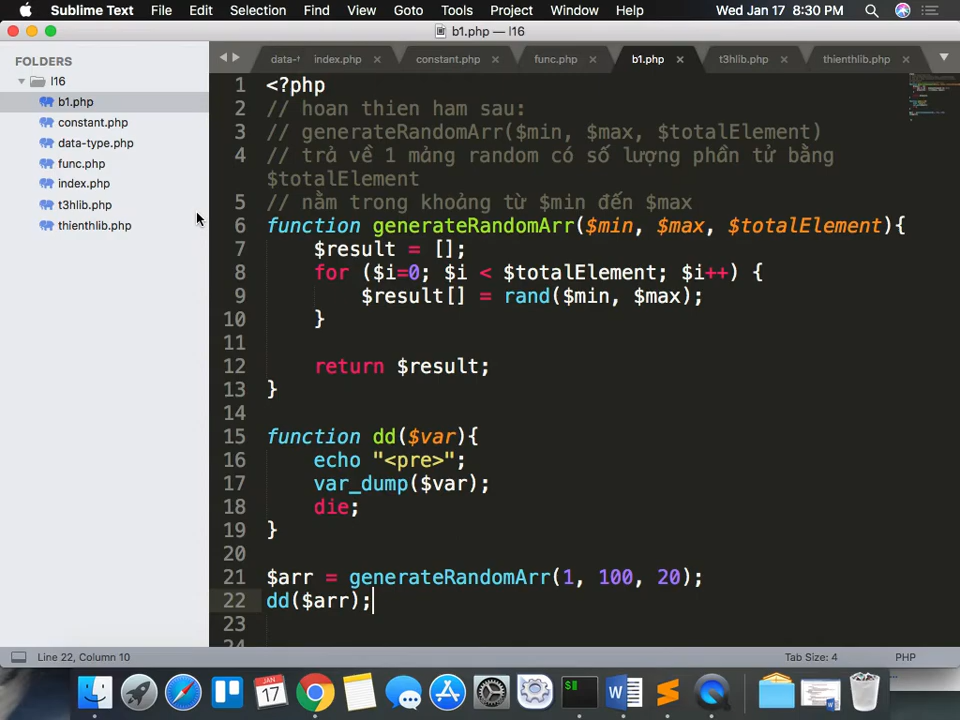 Sublime Text File Edit Selection Find View Goto Tools Project Window Help Wed Jan 17 8:30 PM
b1.php — l16
FOLDERS
l16
b1.php
constant.php
data-type.php
func.php
index.php
t3hlib.php
thienthlib.php
data-t index.php constant.php func.php b1.php t3hlib.php thienthlib.php
1 <?php
2 // hoan thien ham sau:
3 // generateRandomArr($min, $max, $totalElement)
4 // trả về 1 mảng random có số lượng phần tử bằng
$totalElement
5 // nằm trong khoảng từ $min đến $max
6 function generateRandomArr($min, $max, $totalElement){
7 $result = [];
8 for ($i=0; $i < $totalElement; $i++) {
9 $result[] = rand($min, $max);
10 }
11
12 return $result;
13 }
14
15 function dd($var){
16 echo "<pre>";
17 var_dump($var);
18 die;
19 }
20
21 $arr = generateRandomArr(1, 100, 20);
22 dd($arr);
23
24
Line 22, Column 10 Tab Size: 4 PHP
JAN
17